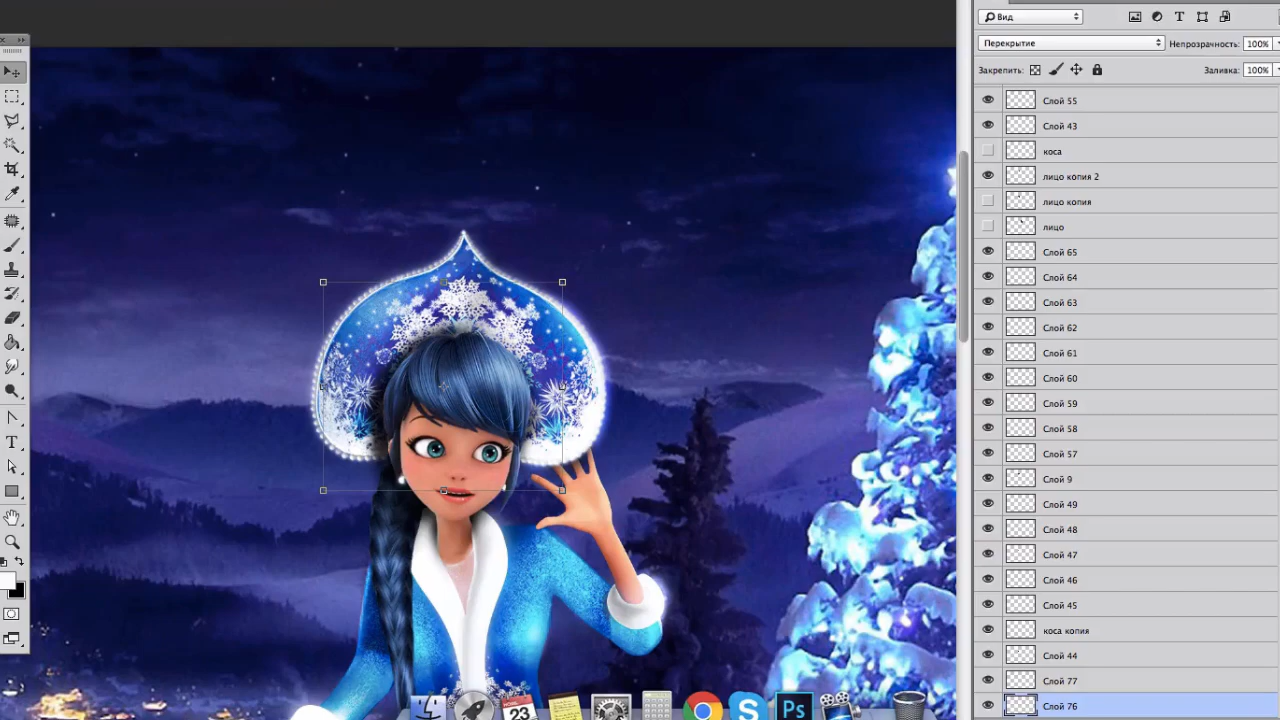 Вид
Перекрытие
Непрозрачность: 100%
Закрепить: Заливка: 100%
Слой 55
Слой 43
коса
лицо копия 2
лицо копия
лицо
Слой 65
Слой 64
Слой 63
Слой 62
Слой 61
Слой 60
Слой 59
Слой 58
Слой 57
Слой 9
Слой 49
Слой 48
Слой 47
Слой 46
Слой 45
коса копия
Слой 44
Слой 77
Слой 76
T
23
S
Ps